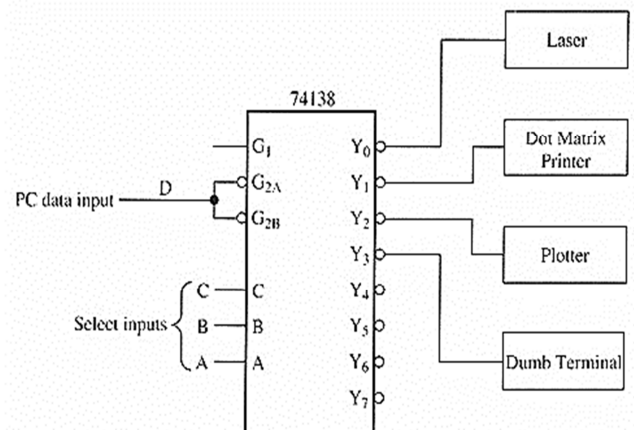 Laser
74138
G1 Y0
Dot Matrix
Printer
D
G2A Y1
PC data input
G2B Y2
Plotter
Y3
C C Y4
Select inputs
B B Y5
A A Y6
Dumb Terminal
Y7